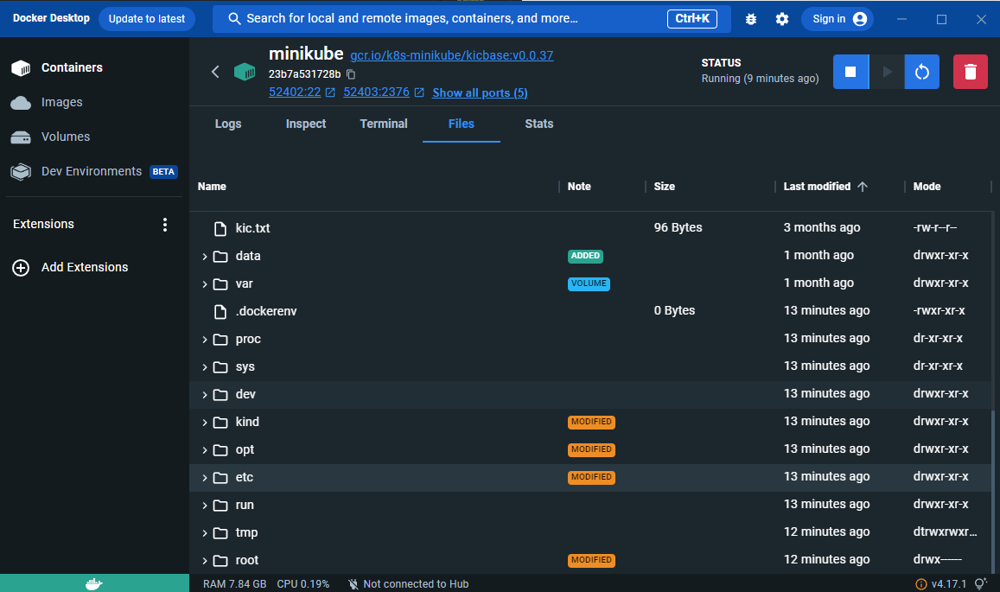 Docker Desktop Update to latest Search for local and remote images, containers, and more... Ctrl+K Sign in
Containers
Images
Volumes
Dev Environments BETA
Extensions
Add Extensions
minikube gcr.io/k8s-minikube/kicbase:v0.0.37
23b7a531728b
52402:22 52403:2376 Show all ports (5)
STATUS
Running (9 minutes ago)
Logs Inspect Terminal Files Stats
Name Note Size Last modified Mode
kic.txt 96 Bytes 3 months ago -rw-r--r--
data ADDED 1 month ago drwxr-xr-x
var VOLUME 1 month ago drwxr-xr-x
.dockerenv 0 Bytes 13 minutes ago -rwxr-xr-x
proc 13 minutes ago dr-xr-xr-x
sys 13 minutes ago dr-xr-xr-x
dev 13 minutes ago drwxr-xr-x
kind MODIFIED 13 minutes ago drwxr-xr-x
opt MODIFIED 13 minutes ago drwxr-xr-x
etc MODIFIED 13 minutes ago drwxr-xr-x
run 13 minutes ago drwxr-xr-x
tmp 12 minutes ago dtrwxrwxr...
root MODIFIED 12 minutes ago drwx------
RAM 7.84 GB CPU 0.19% Not connected to Hub v4.17.1